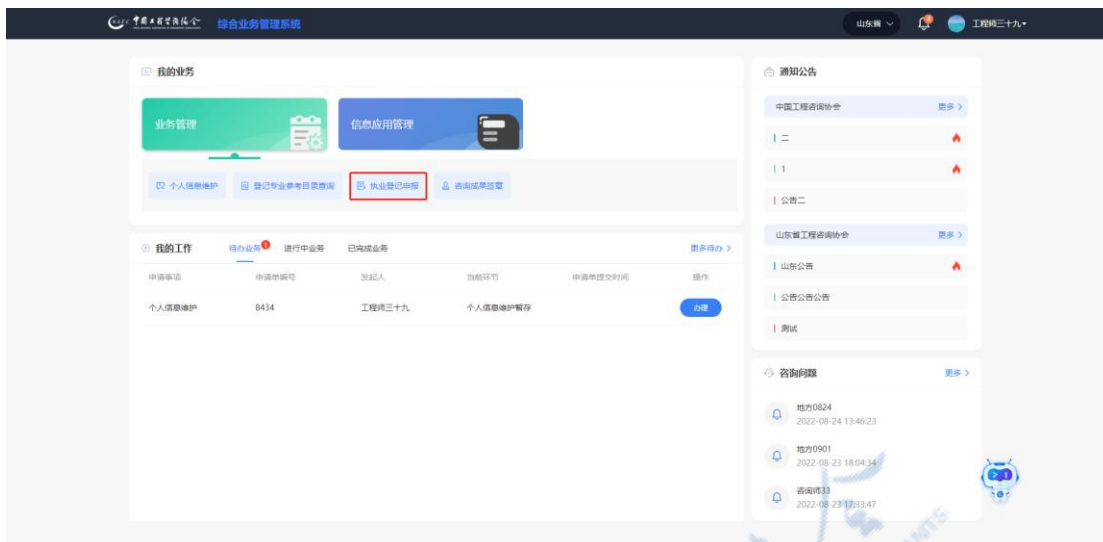 中国工程咨询协会 综合业务管理系统 山东省 工程师三十九
我的业务
业务管理 信息应用管理
个人信息维护 登记专业参考目录查询 执业登记申报 咨询成果签章
我的工作 待办业务 进行中业务 已完成业务 更多待办 >
申请事项 申请单编号 发起人 当前环节 申请单提交时间 操作
个人信息维护 8434 工程师三十九 个人信息维护暂存 办理
通知公告
中国工程咨询协会 更多 >
二
1
公告二
山东省工程咨询协会 更多 >
山东公告
公告公告公告
测试
咨询问题 更多 >
地方0824
2022-08-24 13:46:23
地方0901
2022-08-23 18:04:34
咨询师33
2022-08-23 17:33:47